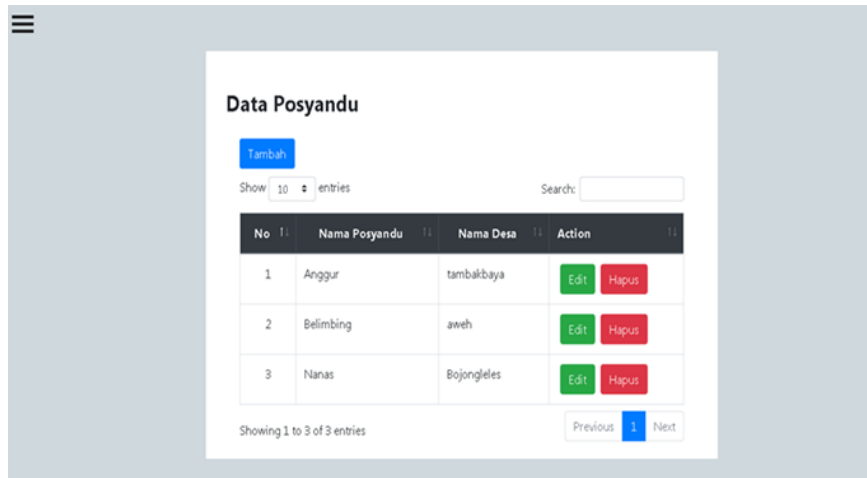 Data Posyandu
Tambah
Show 10 entries Search:
No Nama Posyandu Nama Desa Action
1 Anggur tambakbaya Edit Hapus
2 Belimbing aweh Edit Hapus
3 Nanas Bojongleles Edit Hapus
Showing 1 to 3 of 3 entries Previous 1 Next